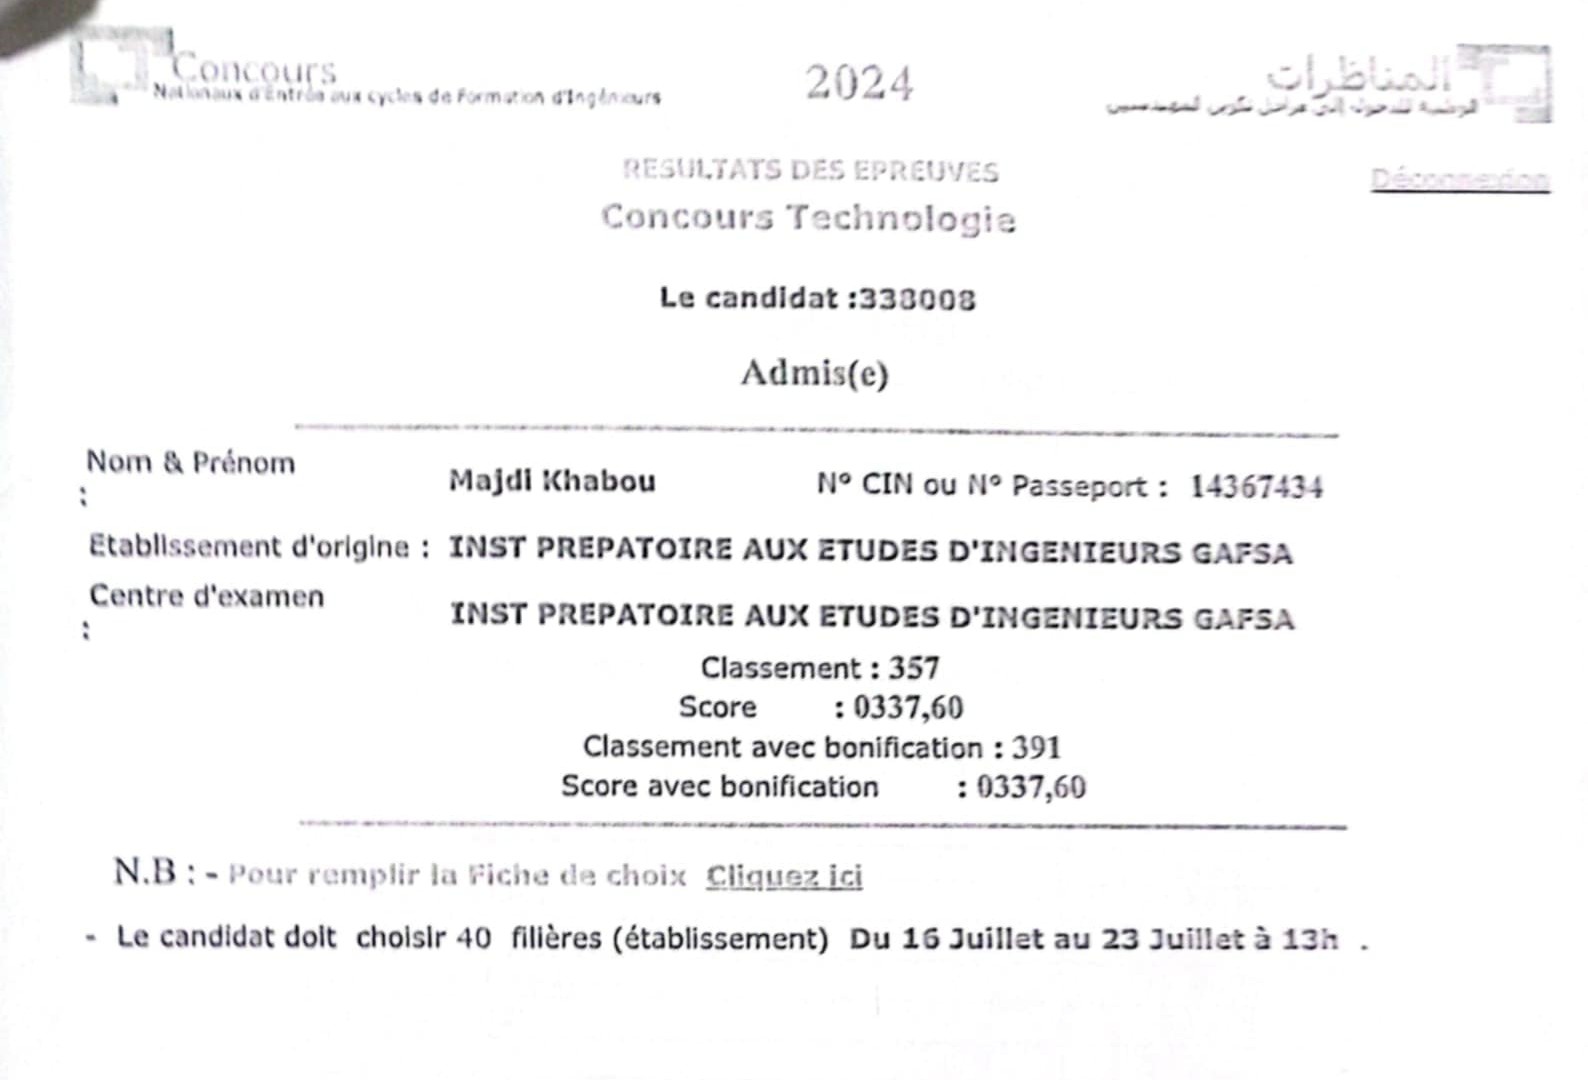 Concours
Nationaux d'Entrée aux cycles de Formation d'Ingénieurs
2024
المناظرات
الوطنية للدخول إلى مراحل تكوين المهندسين
RESULTATS DES EPREUVES
Déconnexion
Concours Technologie
Le candidat :338008
Admis(e)
Nom & Prénom : Majdi Khabou N° CIN ou N° Passeport : 14367434
Etablissement d'origine : INST PREPATOIRE AUX ETUDES D'INGENIEURS GAFSA
Centre d'examen : INST PREPATOIRE AUX ETUDES D'INGENIEURS GAFSA
Classement : 357
Score : 0337,60
Classement avec bonification : 391
Score avec bonification : 0337,60
N.B : - Pour remplir la Fiche de choix Cliquez ici
- Le candidat doit choisir 40 filières (établissement) Du 16 Juillet au 23 Juillet à 13h .